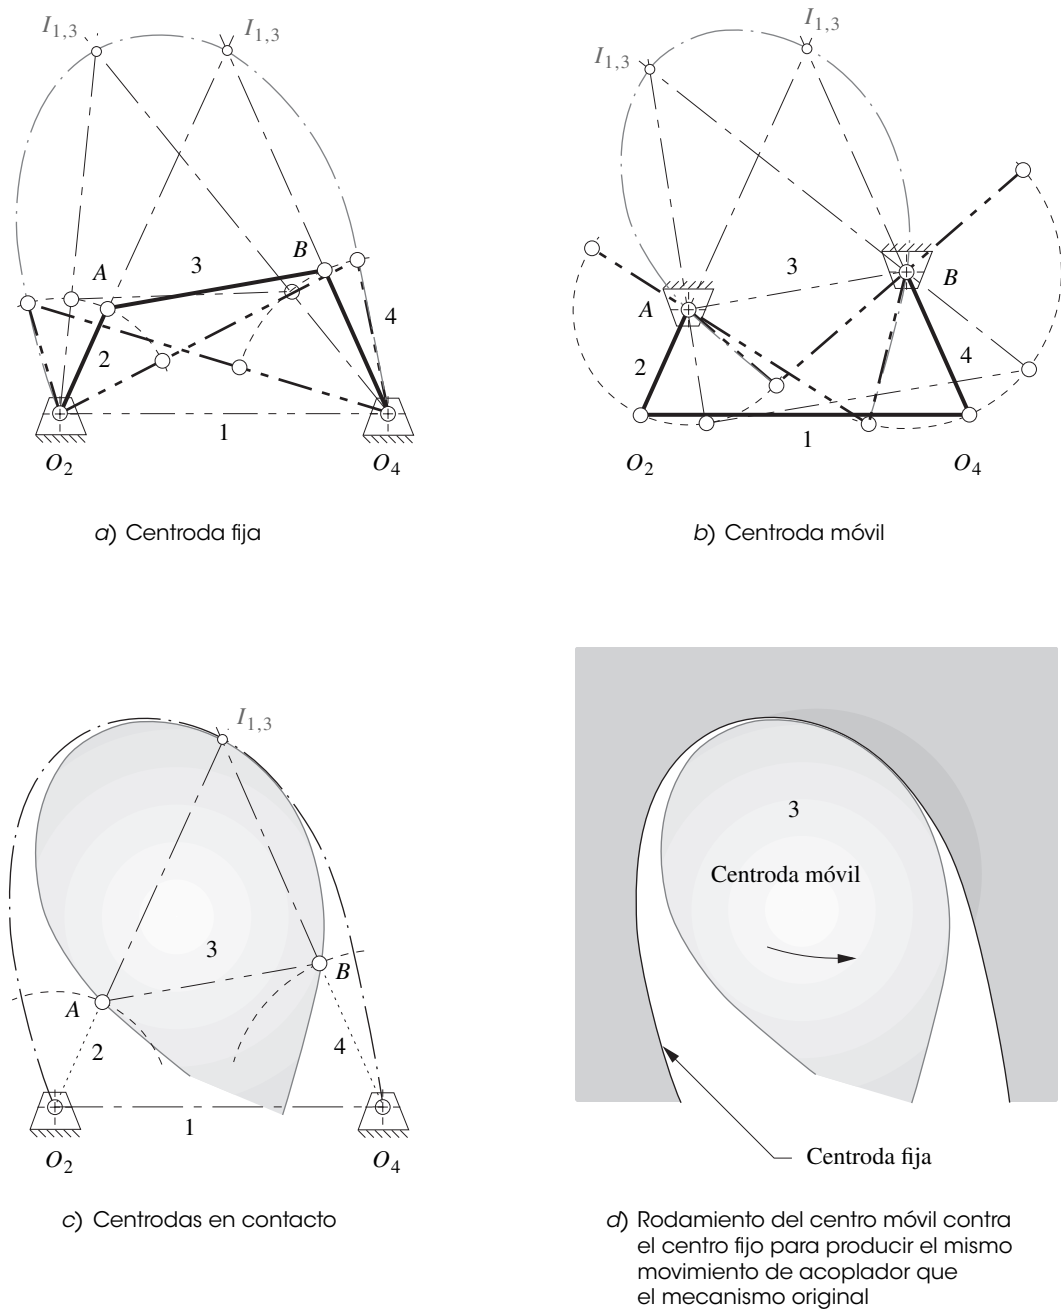 I1,3
I1,3
A
3
B
2
4
1
O2
O4
a) Centroda fija
I1,3
I1,3
3
A
B
2
4
1
O2
O4
b) Centroda móvil
I1,3
3
A
B
2
4
1
O2
O4
c) Centrodas en contacto
3
Centroda móvil
Centroda fija
d) Rodamiento del centro móvil contra
el centro fijo para producir el mismo
movimiento de acoplador que
el mecanismo original